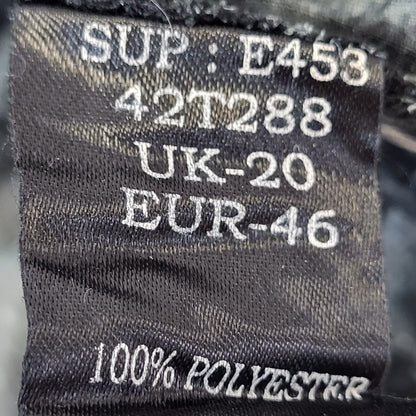 SUP : E453
42T288
UK-20
EUR-46
100% POLYESTER